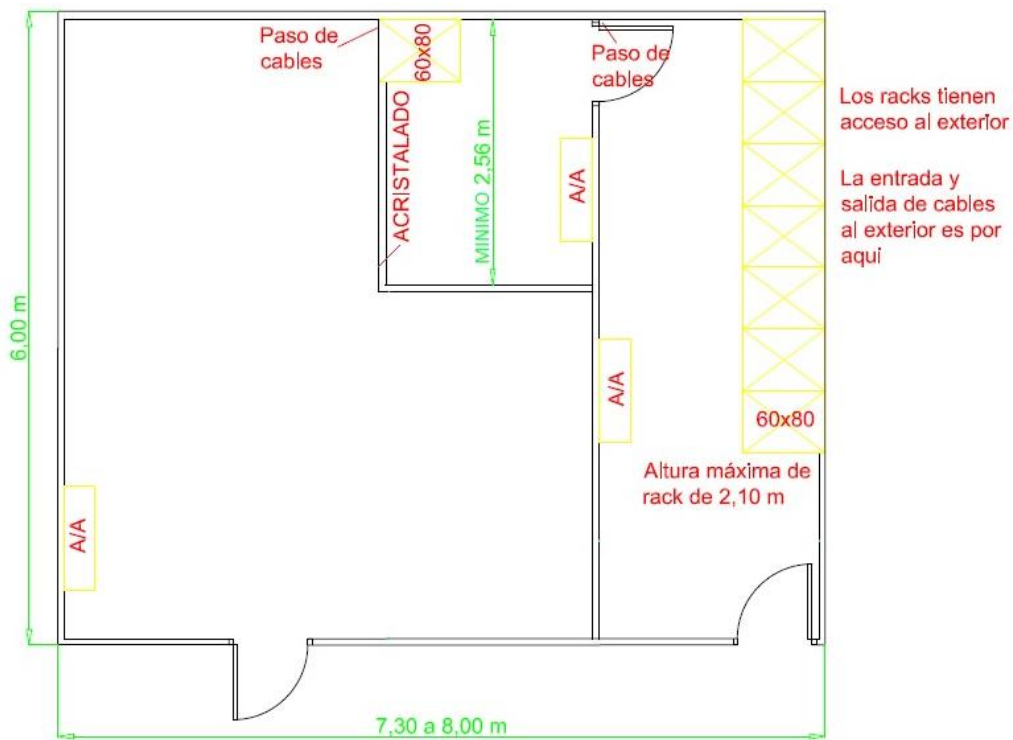 Paso de
cables
60x80
Paso de
cables
Los racks tienen
acceso al exterior
La entrada y
salida de cables
al exterior es por
aqui
ACRISTALADO
MINIMO 2,56 m
A/A
6,00 m
A/A
60x80
Altura máxima de
rack de 2,10 m
A/A
7,30 a 8,00 m